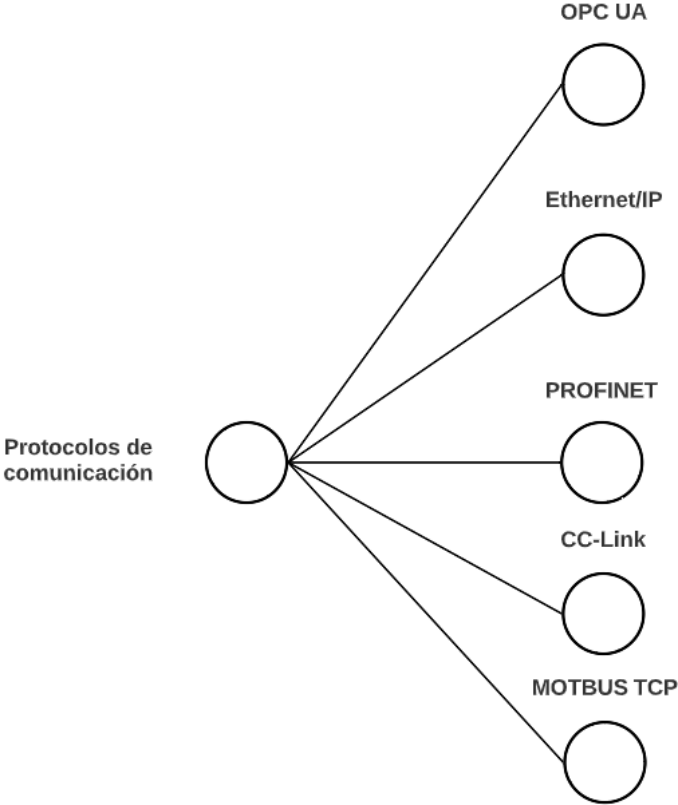 OPC UA
Ethernet/IP
PROFINET
Protocolos de
comunicación
CC-Link
MOTBUS TCP